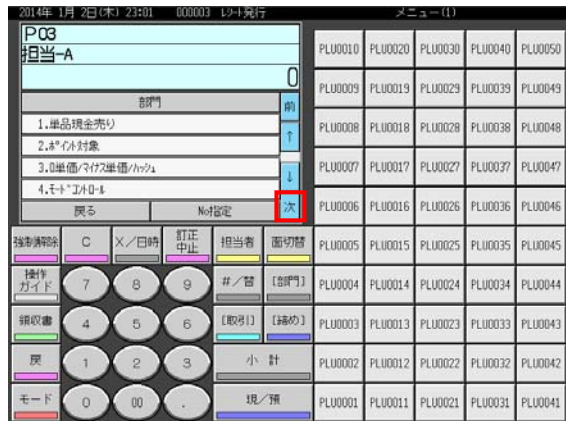 2014年 1月 2日(木) 23:01 000003 レシート発行 メニュー(1)
P03
担当-A
0
部門
前
1.単品現金売り
2.ﾎﾟｲﾝﾄ対象
↑
3.0単価/ﾏｲﾅｽ単価/ﾊｯｼｭ
↓
4.ﾓｰﾄﾞｺﾝﾄﾛｰﾙ
戻る No指定 次
強制解除 C ×/日時 訂正中止 担当者 面切替
操作ガイド 7 8 9 #/替 [部門]
領収書 4 5 6 [取引] [締め]
戻 1 2 3 小計
モード 0 00 . 現/預
PLU0010 PLU0020 PLU0030 PLU0040 PLU0050
PLU0009 PLU0019 PLU0029 PLU0039 PLU0049
PLU0008 PLU0018 PLU0028 PLU0038 PLU0048
PLU0007 PLU0017 PLU0027 PLU0037 PLU0047
PLU0006 PLU0016 PLU0026 PLU0036 PLU0046
PLU0005 PLU0015 PLU0025 PLU0035 PLU0045
PLU0004 PLU0014 PLU0024 PLU0034 PLU0044
PLU0003 PLU0013 PLU0023 PLU0033 PLU0043
PLU0002 PLU0012 PLU0022 PLU0032 PLU0042
PLU0001 PLU0011 PLU0021 PLU0031 PLU0041